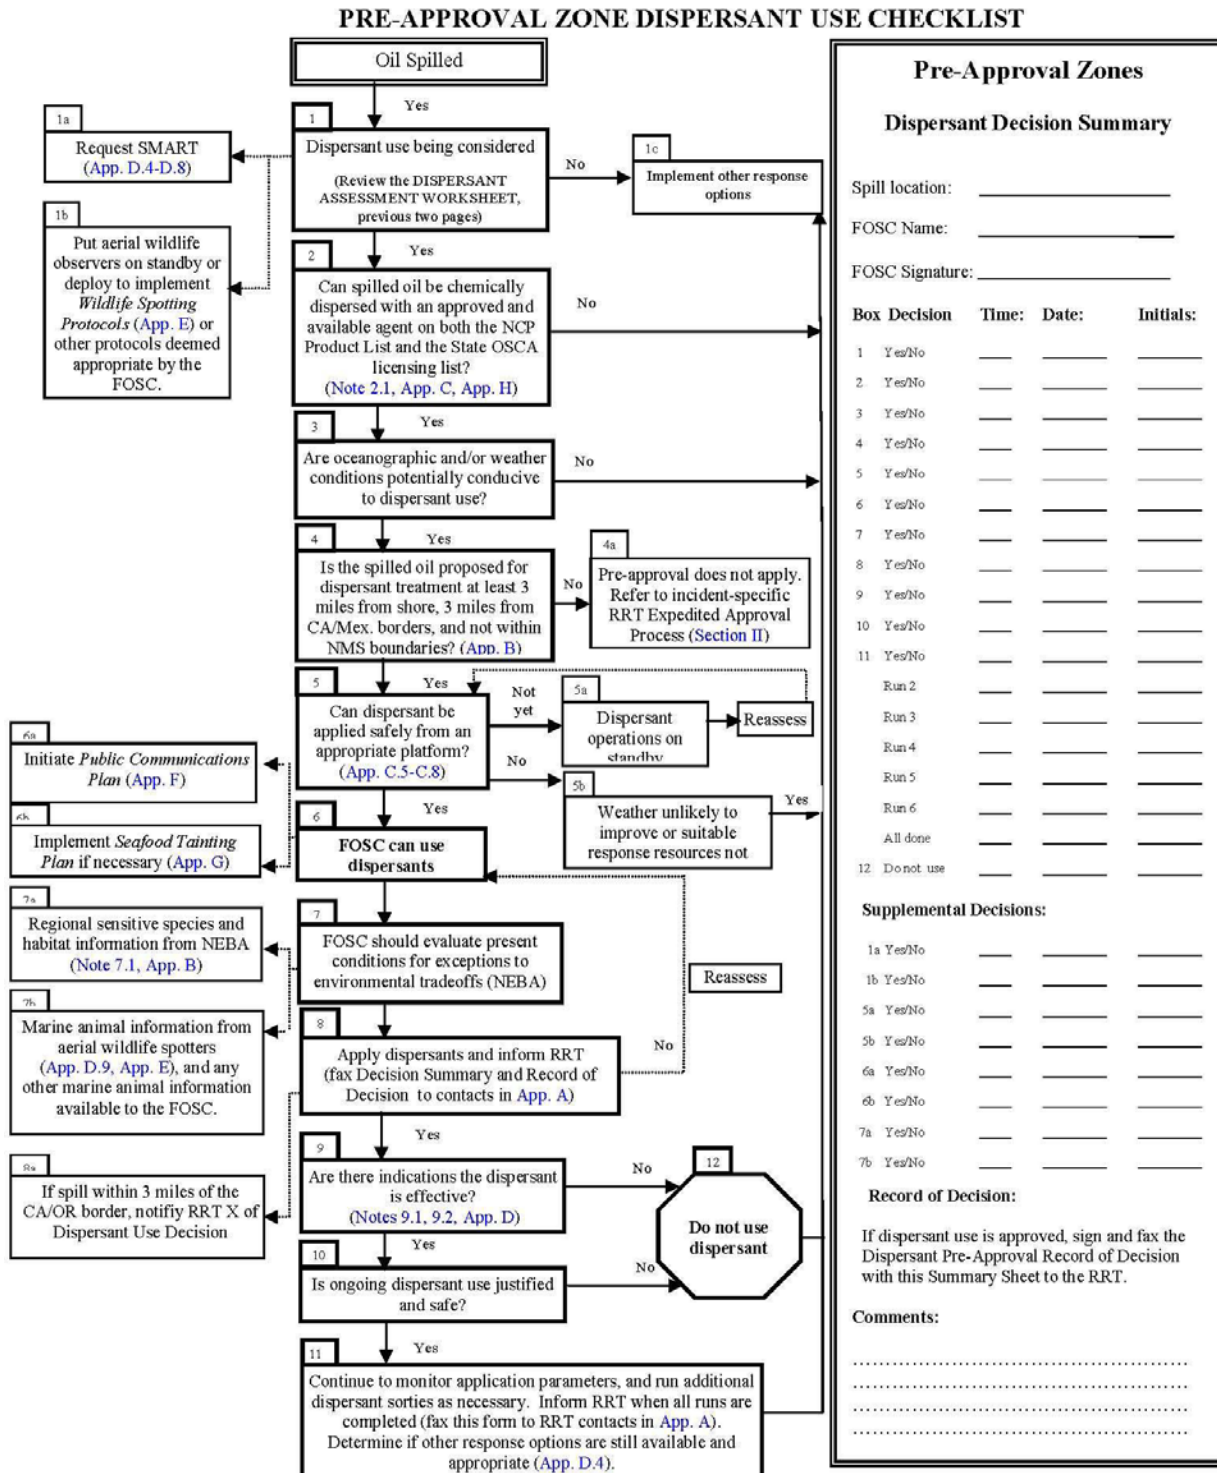 PRE-APPROVAL ZONE DISPERSANT USE CHECKLIST
Oil Spilled
Yes
1
Dispersant use being considered
(Review the DISPERSANT
ASSESSMENT WORKSHEET,
previous two pages)
1a
Request SMART
(App. D.4-D.8)
1b
Put aerial wildlife
observers on standby or
deploy to implement
Wildlife Spotting
Protocols (App. E) or
other protocols deemed
appropriate by the
FOSC.
No
1c
Implement other response
options
Yes
2
Can spilled oil be chemically
dispersed with an approved and
available agent on both the NCP
Product List and the State OSCA
licensing list?
(Note 2.1, App. C, App. H)
No
Yes
3
Are oceanographic and/or weather
conditions potentially conducive
to dispersant use?
No
Yes
4
Is the spilled oil proposed for
dispersant treatment at least 3
miles from shore, 3 miles from
CA/Mex. borders, and not within
NMS boundaries? (App. B)
No
4a
Pre-approval does not apply.
Refer to incident-specific
RRT Expedited Approval
Process (Section II)
Yes
5
Can dispersant be
applied safely from an
appropriate platform?
(App. C.5-C.8)
Not
yet
5a
Dispersant
operations on
standby
Reassess
No
5b
Weather unlikely to
improve or suitable
response resources not
Yes
Yes
6
FOSC can use
dispersants
6a
Initiate Public Communications
Plan (App. F)
6b
Implement Seafood Tainting
Plan if necessary (App. G)
7
FOSC should evaluate present
conditions for exceptions to
environmental tradeoffs (NEBA)
7a
Regional sensitive species and
habitat information from NEBA
(Note 7.1, App. B)
7b
Marine animal information from
aerial wildlife spotters
(App. D.9, App. E), and any
other marine animal information
available to the FOSC.
Reassess
8
Apply dispersants and inform RRT
(fax Decision Summary and Record of
Decision to contacts in App. A)
No
8a
If spill within 3 miles of the
CA/OR border, notifiy RRT X of
Dispersant Use Decision
Yes
9
Are there indications the dispersant
is effective?
(Notes 9.1, 9.2, App. D)
No
12
Do not use
dispersant
Yes
10
Is ongoing dispersant use justified
and safe?
No
Yes
11
Continue to monitor application parameters, and run additional
dispersant sorties as necessary. Inform RRT when all runs are
completed (fax this form to RRT contacts in App. A).
Determine if other response options are still available and
appropriate (App. D.4).
Pre-Approval Zones
Dispersant Decision Summary
Spill location:
FOSC Name:
FOSC Signature:
Box Decision Time: Date: Initials:
1 Yes/No
2 Yes/No
3 Yes/No
4 Yes/No
5 Yes/No
6 Yes/No
7 Yes/No
8 Yes/No
9 Yes/No
10 Yes/No
11 Yes/No
Run 2
Run 3
Run 4
Run 5
Run 6
All done
12 Do not use
Supplemental Decisions:
1a Yes/No
1b Yes/No
5a Yes/No
5b Yes/No
6a Yes/No
6b Yes/No
7a Yes/No
7b Yes/No
Record of Decision:
If dispersant use is approved, sign and fax the
Dispersant Pre-Approval Record of Decision
with this Summary Sheet to the RRT.
Comments: